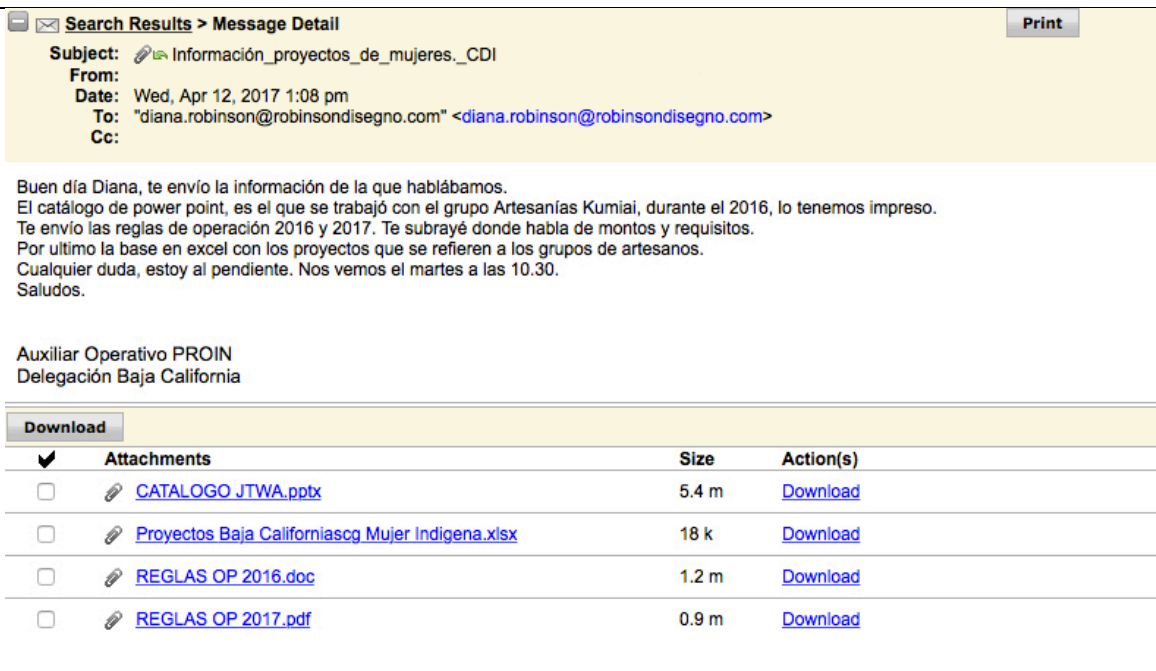 Search Results > Message Detail
Print
Subject: Información_proyectos_de_mujeres._CDI
From:
Date: Wed, Apr 12, 2017 1:08 pm
To: "diana.robinson@robinsondisegno.com" <diana.robinson@robinsondisegno.com>
Cc:
Buen día Diana, te envío la información de la que hablábamos.
El catálogo de power point, es el que se trabajó con el grupo Artesanías Kumiai, durante el 2016, lo tenemos impreso.
Te envío las reglas de operación 2016 y 2017. Te subrayé donde habla de montos y requisitos.
Por ultimo la base en excel con los proyectos que se refieren a los grupos de artesanos.
Cualquier duda, estoy al pendiente. Nos vemos el martes a las 10.30.
Saludos.
Auxiliar Operativo PROIN
Delegación Baja California
Download
Attachments Size Action(s)
CATALOGO JTWA.pptx 5.4 m Download
Proyectos Baja Californiascg Mujer Indigena.xlsx 18 k Download
REGLAS OP 2016.doc 1.2 m Download
REGLAS OP 2017.pdf 0.9 m Download